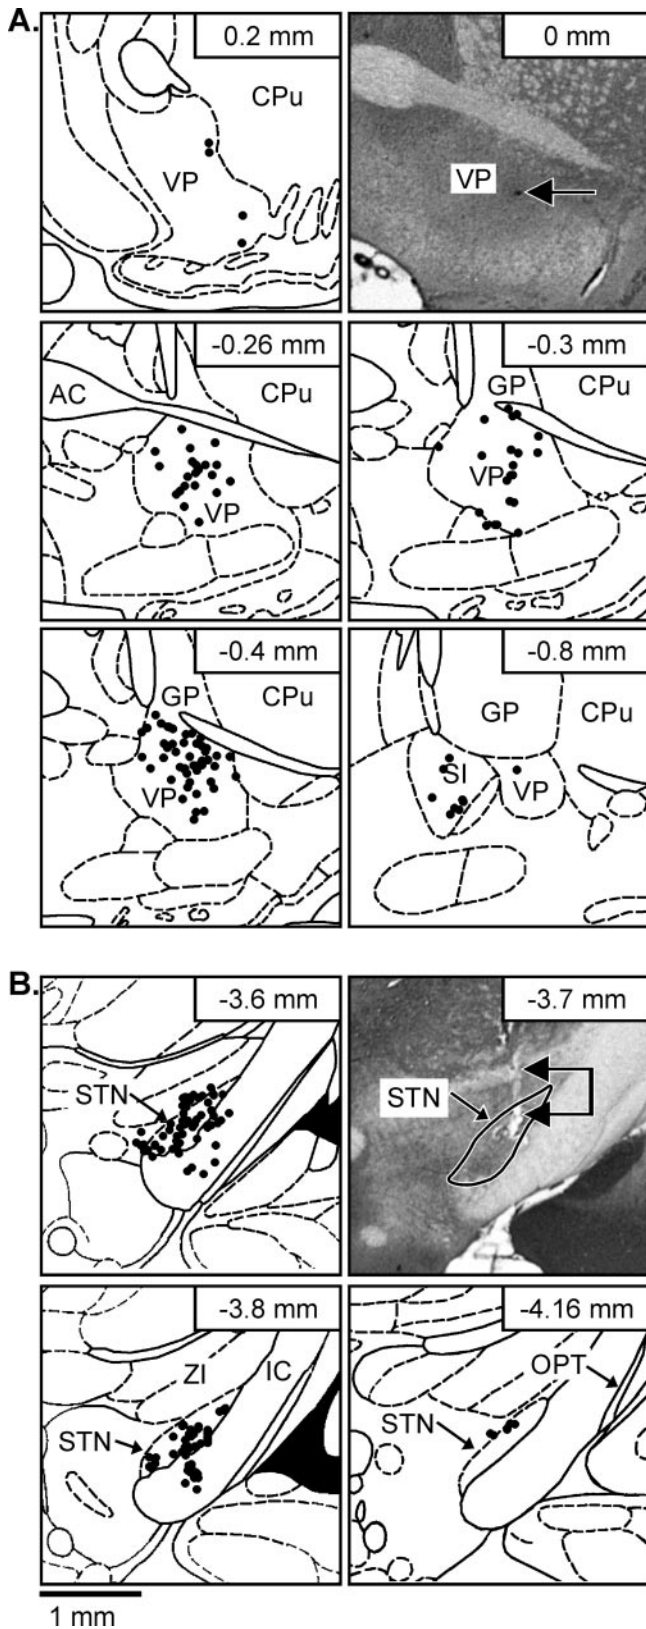 A.
0.2 mm
CPu
VP
0 mm
VP
-0.26 mm
AC
CPu
VP
-0.3 mm
GP
CPu
VP
-0.4 mm
GP
CPu
VP
-0.8 mm
GP
CPu
SI
VP
B.
-3.6 mm
STN
-3.7 mm
STN
-3.8 mm
ZI
IC
STN
-4.16 mm
OPT
STN
1 mm